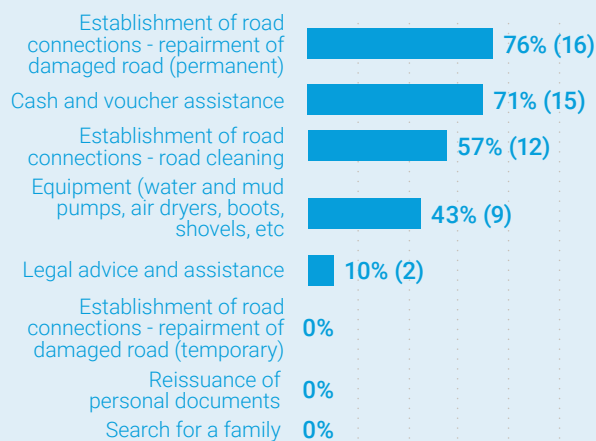 Establishment of road
connections - repairment of
damaged road (permanent)
76% (16)
Cash and voucher assistance
71% (15)
Establishment of road
connections - road cleaning
57% (12)
Equipment (water and mud
pumps, air dryers, boots,
shovels, etc
43% (9)
Legal advice and assistance
10% (2)
Establishment of road
connections - repairment of
damaged road (temporary)
0%
Reissuance of
personal documents
0%
Search for a family
0%